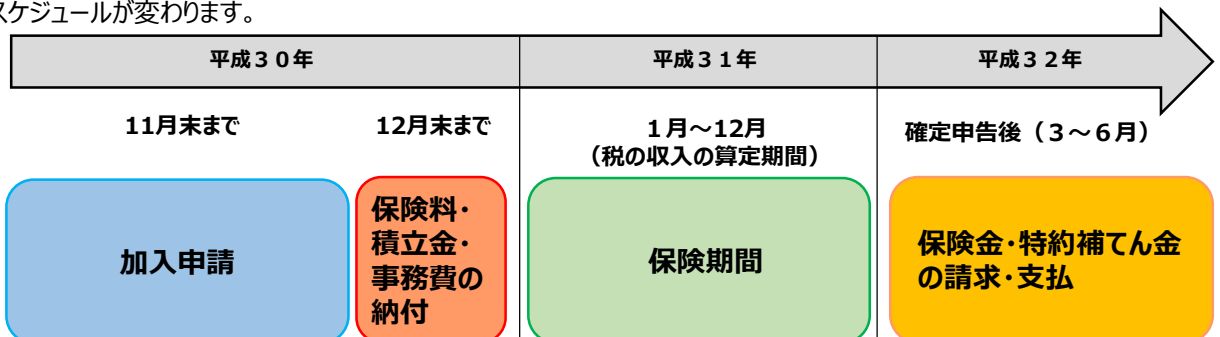 スケジュールが変わります。
平成３０年
平成３１年
平成３２年
11月末まで
12月末まで
１月～12月
（税の収入の算定期間）
確定申告後（３～６月）
加入申請
保険料・
積立金・
事務費の
納付
保険期間
保険金・特約補てん金
の請求・支払